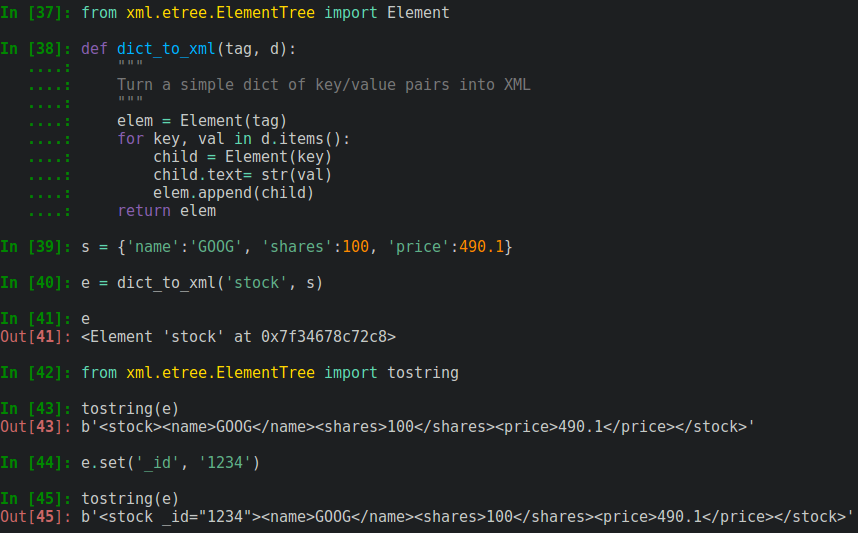 In [37]: from xml.etree.ElementTree import Element
In [38]: def dict_to_xml(tag, d):
   ....:     """
   ....:     Turn a simple dict of key/value pairs into XML
   ....:     """
   ....:     elem = Element(tag)
   ....:     for key, val in d.items():
   ....:         child = Element(key)
   ....:         child.text= str(val)
   ....:         elem.append(child)
   ....:     return elem
In [39]: s = {'name':'GOOG', 'shares':100, 'price':490.1}
In [40]: e = dict_to_xml('stock', s)
In [41]: e
Out[41]: <Element 'stock' at 0x7f34678c72c8>
In [42]: from xml.etree.ElementTree import tostring
In [43]: tostring(e)
Out[43]: b'<stock><name>GOOG</name><shares>100</shares><price>490.1</price></stock>'
In [44]: e.set('_id', '1234')
In [45]: tostring(e)
Out[45]: b'<stock _id="1234"><name>GOOG</name><shares>100</shares><price>490.1</price></stock>'